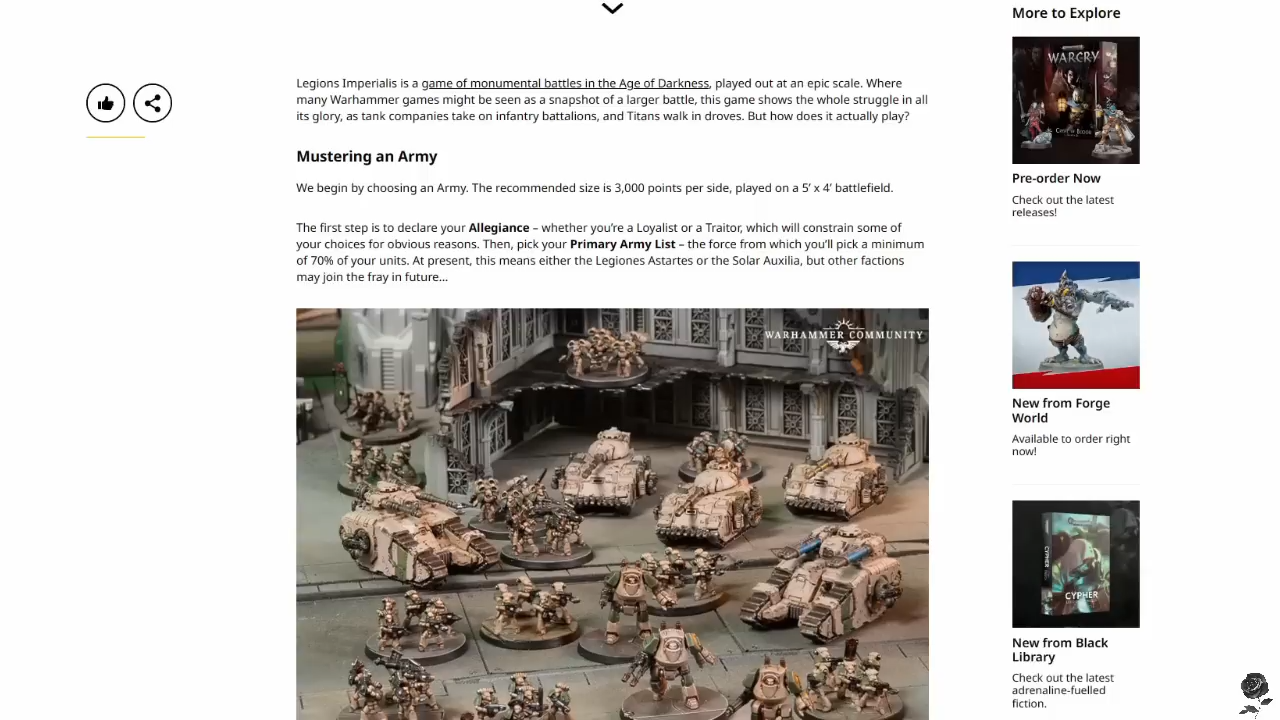 More to Explore
Legions Imperialis is a game of monumental battles in the Age of Darkness, played out at an epic scale. Where
many Warhammer games might be seen as a snapshot of a larger battle, this game shows the whole struggle in all
its glory, as tank companies take on infantry battalions, and Titans walk in droves. But how does it actually play?
Mustering an Army
We begin by choosing an Army. The recommended size is 3,000 points per side, played on a 5’ x 4’ battlefield.
The first step is to declare your Allegiance – whether you’re a Loyalist or a Traitor, which will constrain some of
your choices for obvious reasons. Then, pick your Primary Army List – the force from which you’ll pick a minimum
of 70% of your units. At present, this means either the Legiones Astartes or the Solar Auxilia, but other factions
may join the fray in future…
WARHAMMER COMMUNITY
WARCRY
Pre-order Now
Check out the latest
releases!
New from Forge
World
Available to order right
now!
CYPHER
CYPHER
New from Black
Library
Check out the latest
adrenaline-fuelled
fiction.